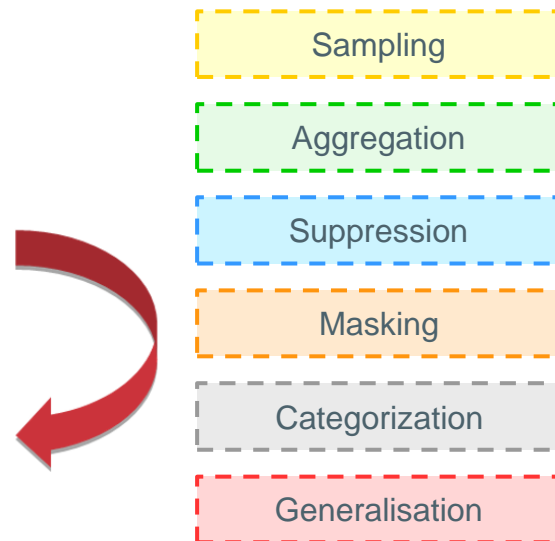 Sampling
Aggregation
Suppression
Masking
Categorization
Generalisation